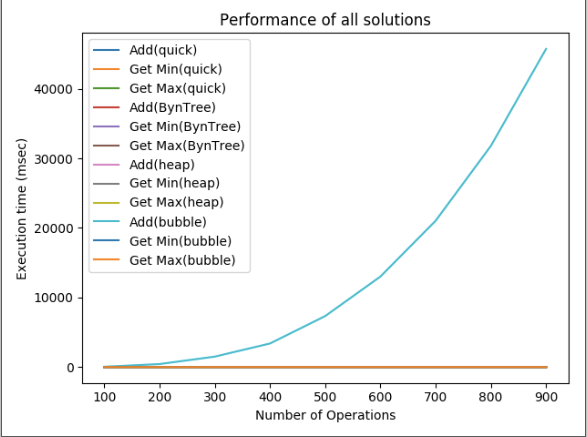 Performance of all solutions
Add(quick)
Get Min(quick)
Get Max(quick)
Add(BynTree)
Get Min(BynTree)
Get Max(BynTree)
Add(heap)
Get Min(heap)
Get Max(heap)
Add(bubble)
Get Min(bubble)
Get Max(bubble)
Execution time (msec)
40000
30000
20000
10000
0
100 200 300 400 500 600 700 800 900
Number of Operations